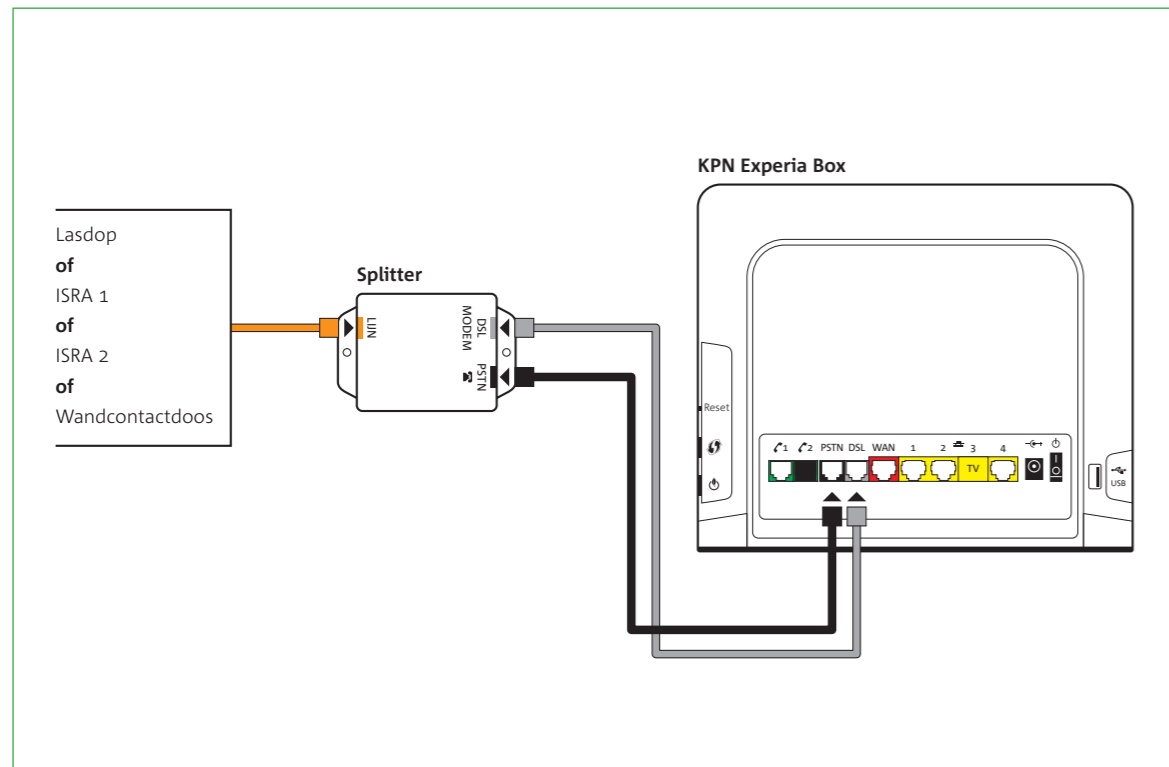 KPN Experia Box
Lasdop
of
ISRA 1
of
ISRA 2
of
Wandcontactdoos
Splitter
LIJN
DSL
MODEM
PSTN
Reset
1 2 PSTN DSL WAN 1 2 3 4
TV
USB